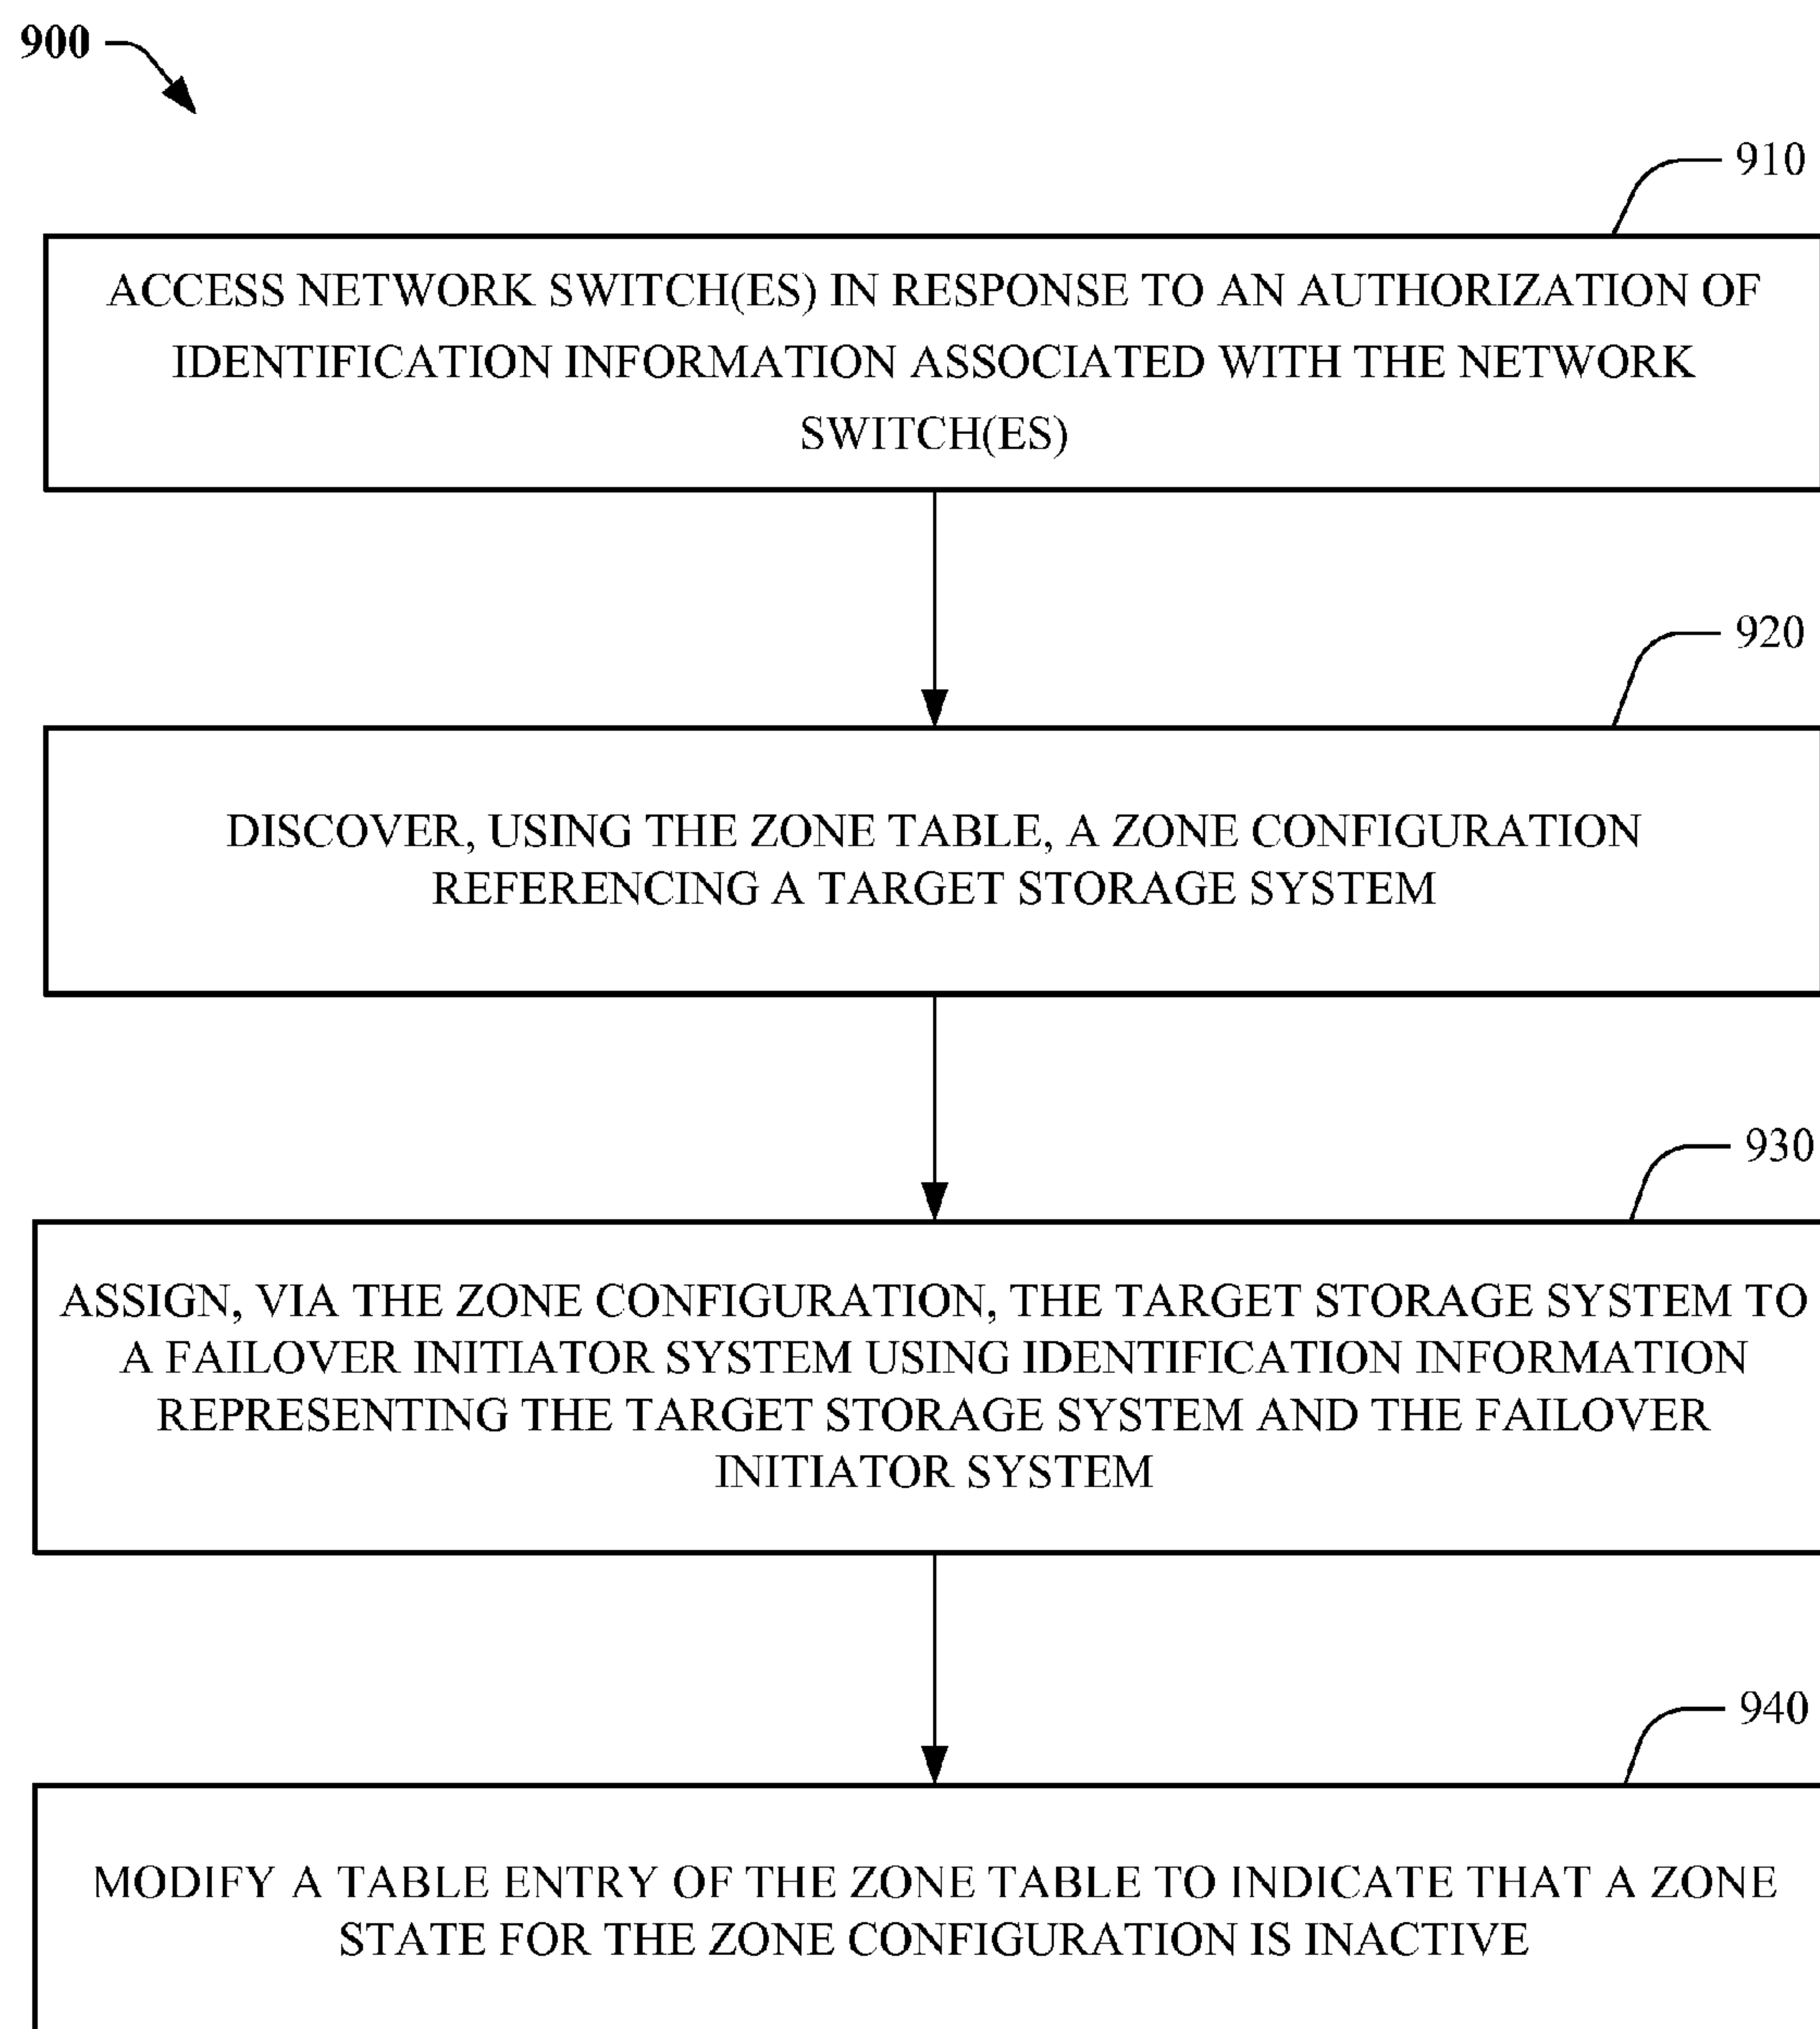 900
910
ACCESS NETWORK SWITCH(ES) IN RESPONSE TO AN AUTHORIZATION OF
IDENTIFICATION INFORMATION ASSOCIATED WITH THE NETWORK
SWITCH(ES)
920
DISCOVER, USING THE ZONE TABLE, A ZONE CONFIGURATION
REFERENCING A TARGET STORAGE SYSTEM
930
ASSIGN, VIA THE ZONE CONFIGURATION, THE TARGET STORAGE SYSTEM TO
A FAILOVER INITIATOR SYSTEM USING IDENTIFICATION INFORMATION
REPRESENTING THE TARGET STORAGE SYSTEM AND THE FAILOVER
INITIATOR SYSTEM
940
MODIFY A TABLE ENTRY OF THE ZONE TABLE TO INDICATE THAT A ZONE
STATE FOR THE ZONE CONFIGURATION IS INACTIVE